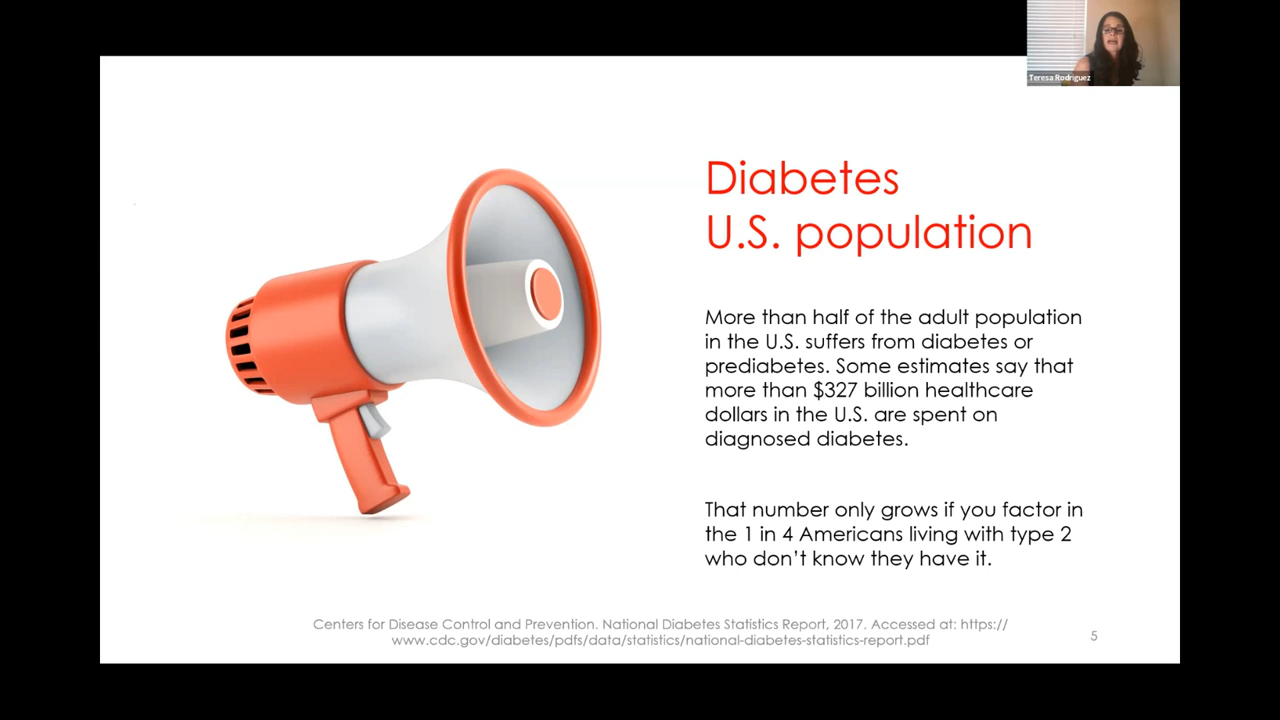 Teresa Rodriguez
Diabetes
U.S. population
More than half of the adult population
in the U.S. suffers from diabetes or
prediabetes. Some estimates say that
more than $327 billion healthcare
dollars in the U.S. are spent on
diagnosed diabetes.
That number only grows if you factor in
the 1 in 4 Americans living with type 2
who don’t know they have it.
Centers for Disease Control and Prevention. National Diabetes Statistics Report, 2017. Accessed at: https://
www.cdc.gov/diabetes/pdfs/data/statistics/national-diabetes-statistics-report.pdf
5